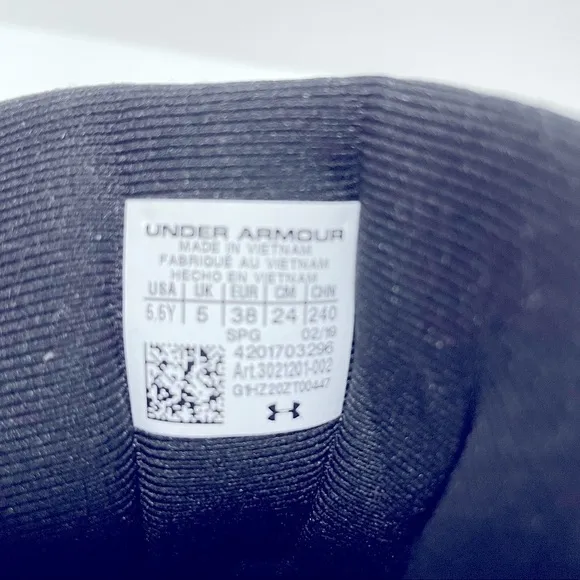 UNDER ARMOUR
MADE IN VIETNAM
FABRIQUÉ AU VIETNAM
HECHO EN VIETNAM
USA UK EUR CM CHN
5.5Y 5 38 24 240
SPG 02/19
4201703296
Art.3021201-002
G1HZ20ZT00447